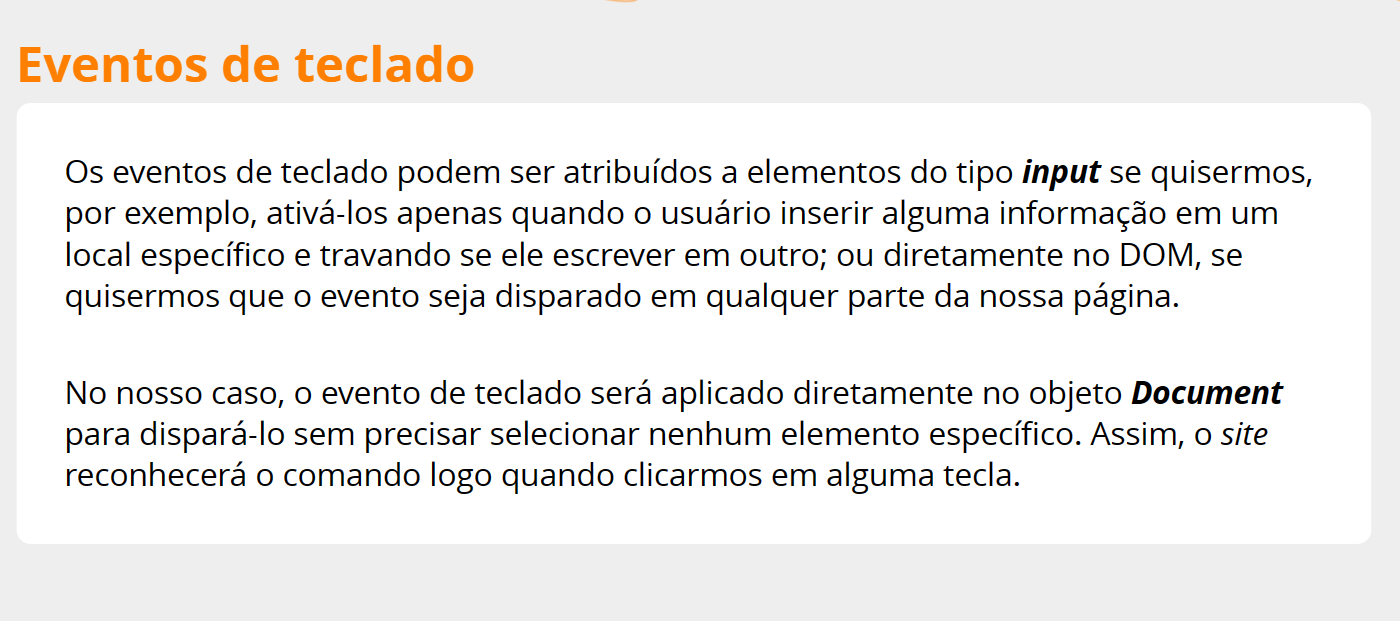 Eventos de teclado
Os eventos de teclado podem ser atribuídos a elementos do tipo input se quisermos,
por exemplo, ativá-los apenas quando o usuário inserir alguma informação em um
local específico e travando se ele escrever em outro; ou diretamente no DOM, se
quisermos que o evento seja disparado em qualquer parte da nossa página.
No nosso caso, o evento de teclado será aplicado diretamente no objeto Document
para dispará-lo sem precisar selecionar nenhum elemento específico. Assim, o site
reconhecerá o comando logo quando clicarmos em alguma tecla.